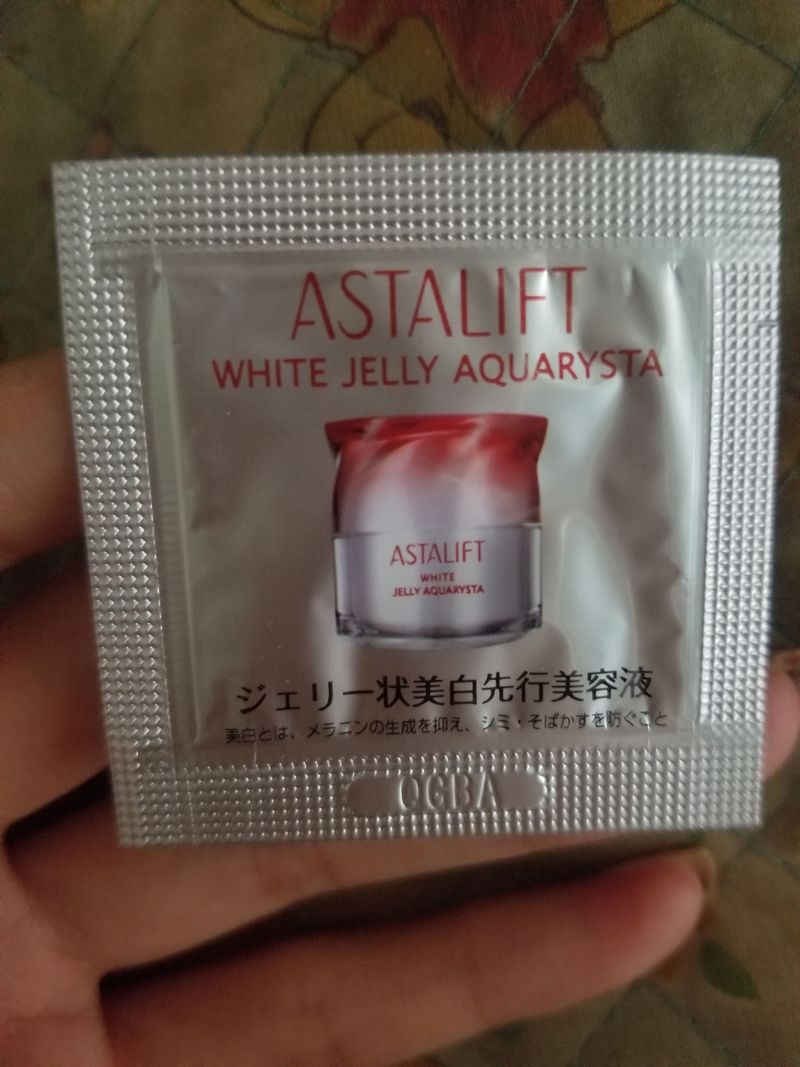 ASTALIFT
WHITE JELLY AQUARYSTA
ASTALIFT
WHITE
JELLY AQUARYSTA
ジェリー状美白先行美容液
美白とは、メラニンの生成を抑え、シミ・そばかすを防ぐこと